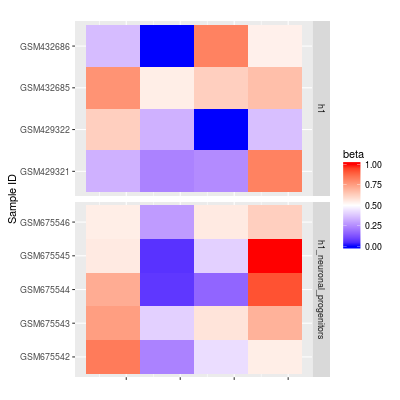 Sample ID
GSM432686
GSM432685
GSM429322
GSM429321
h1
GSM675546
GSM675545
GSM675544
GSM675543
GSM675542
h1_neuronal_progenitors
beta
1.00
0.75
0.50
0.25
0.00